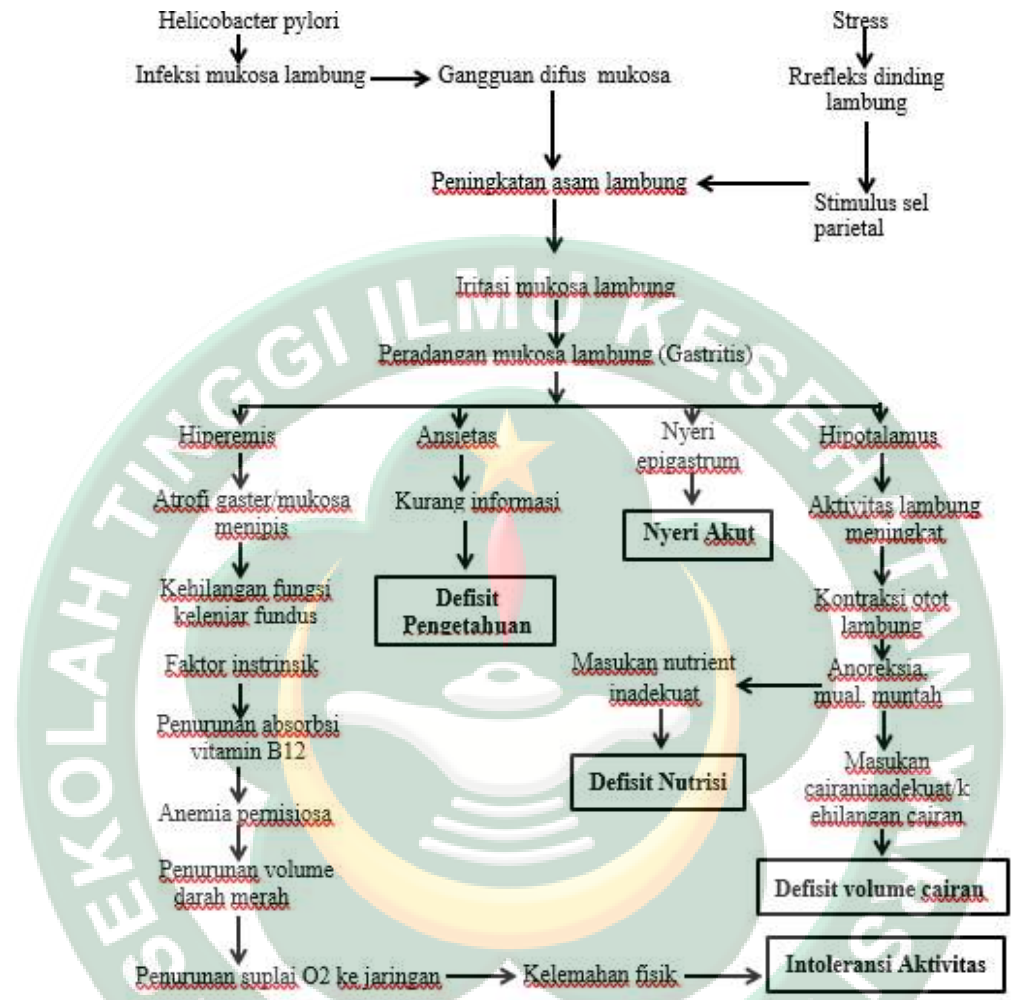 Helicobacter pylori
Stress
Infeksi mukosa lambung
Gangguan difus mukosa
Rrefleks dinding
lambung
Peningkatan asam lambung
Stimulus sel
parietal
Iritasi mukosa lambung
Peradangan mukosa lambung (Gastritis)
Hiperemis
Ansietas
Nyeri
epigastrum
Hipotalamus
Atrofi gaster/mukosa
menipis
Kurang informasi
Nyeri Akut
Aktivitas lambung
meningkat
Kehilangan fungsi
kelenjar fundus
Defisit
Pengetahuan
Kontraksi otot
lambung
Faktor instrinsik
Masukan nutrient
inadekuat
Anoreksia,
mual, muntah
Penurunan absorbsi
vitamin B12
Defisit Nutrisi
Masukan
cairaninadekuat/k
ehilangan cairan
Anemia pernisiosa
Penurunan volume
darah merah
Defisit volume cairan
Penurunan suplai O2 ke jaringan
Kelemahan fisik
Intoleransi Aktivitas
SEKOLAH TINGGI ILMU KESEHATAN